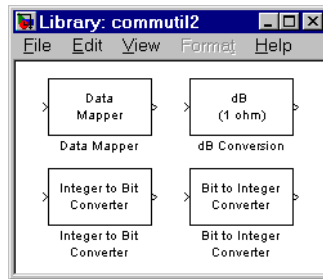 Library: commutil2
File Edit View Format Help
Data
Mapper
dB
(1 ohm)
Data Mapper
dB Conversion
Integer to Bit
Converter
Bit to Integer
Converter
Integer to Bit
Converter
Bit to Integer
Converter